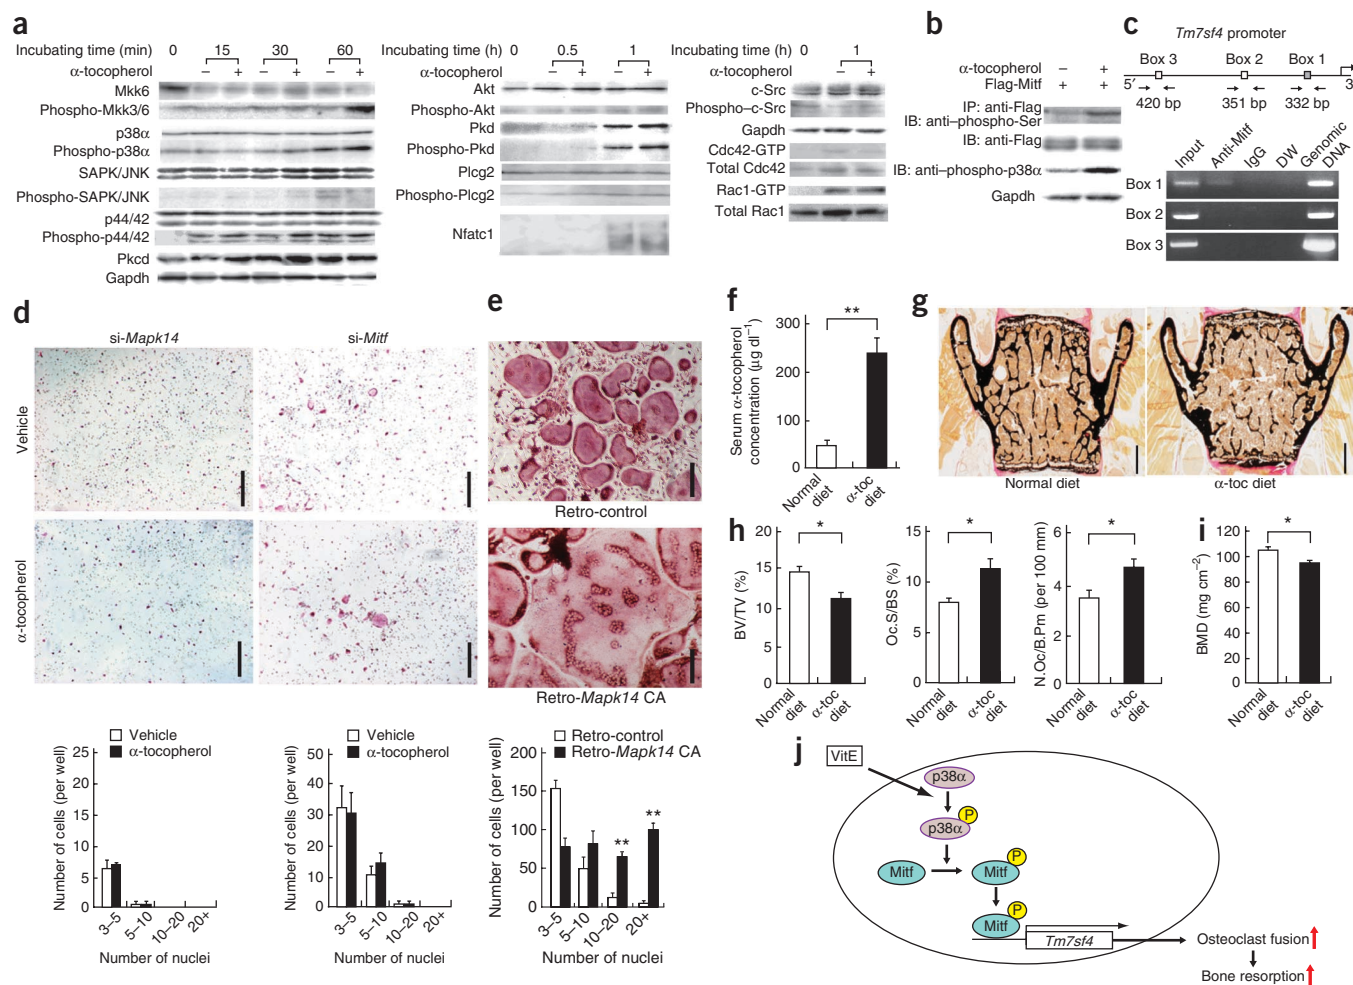 a
Incubating time (min) 0 15 30 60
α-tocopherol – + – + – +
Mkk6
Phospho-Mkk3/6
p38α
Phospho-p38α
SAPK/JNK
Phospho-SAPK/JNK
p44/42
Phospho-p44/42
Pkcd
Gapdh
Incubating time (h) 0 0.5 1
α-tocopherol – + – +
Akt
Phospho-Akt
Pkd
Phospho-Pkd
Plcg2
Phospho-Plcg2
Nfatc1
Incubating time (h) 0 1
α-tocopherol – +
c-Src
Phospho–c-Src
Gapdh
Cdc42-GTP
Total Cdc42
Rac1-GTP
Total Rac1
b
α-tocopherol – +
Flag-Mitf + +
IP: anti-Flag
IB: anti–phospho-Ser
IB: anti-Flag
IB: anti–phospho-p38α
Gapdh
c
Tm7sf4 promoter
Box 3 Box 2 Box 1
5′ 3′
420 bp 351 bp 332 bp
Input Anti-Mitf IgG DW Genomic DNA
Box 1
Box 2
Box 3
d
si-Mapk14 si-Mitf
Vehicle
α-tocopherol
Vehicle
α-tocopherol
Number of cells (per well)
25
20
15
10
5
0
3–5 5–10 10–20 20+
Number of nuclei
Vehicle
α-tocopherol
Number of cells (per well)
50
40
30
20
10
0
3–5 5–10 10–20 20+
Number of nuclei
e
Retro-control
Retro-Mapk14 CA
Retro-control
Retro-Mapk14 CA
Number of cells (per well)
200
150
100
50
0
** **
3–5 5–10 10–20 20+
Number of nuclei
f
Serum α-tocopherol
concentration (µg dl−1)
300
200
100
0
**
Normal diet α-toc diet
g
Normal diet α-toc diet
h
BV/TV (%)
20
15
10
5
0
*
Normal diet α-toc diet
Oc.S/BS (%)
15
10
5
0
*
Normal diet α-toc diet
N.Oc/B.Pm (per 100 mm)
6
4
2
0
*
Normal diet α-toc diet
i
BMD (mg cm−2)
120
100
80
60
40
20
0
*
Normal diet α-toc diet
j
VitE
p38α
P
p38α
Mitf
P
Mitf
P
Mitf
Tm7sf4
Osteoclast fusion
Bone resorption